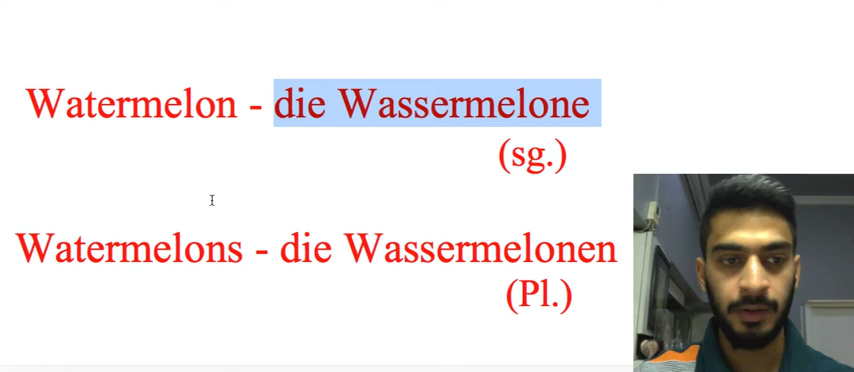 Watermelon - die Wassermelone
(sg.)
Watermelons - die Wassermelonen
(Pl.)